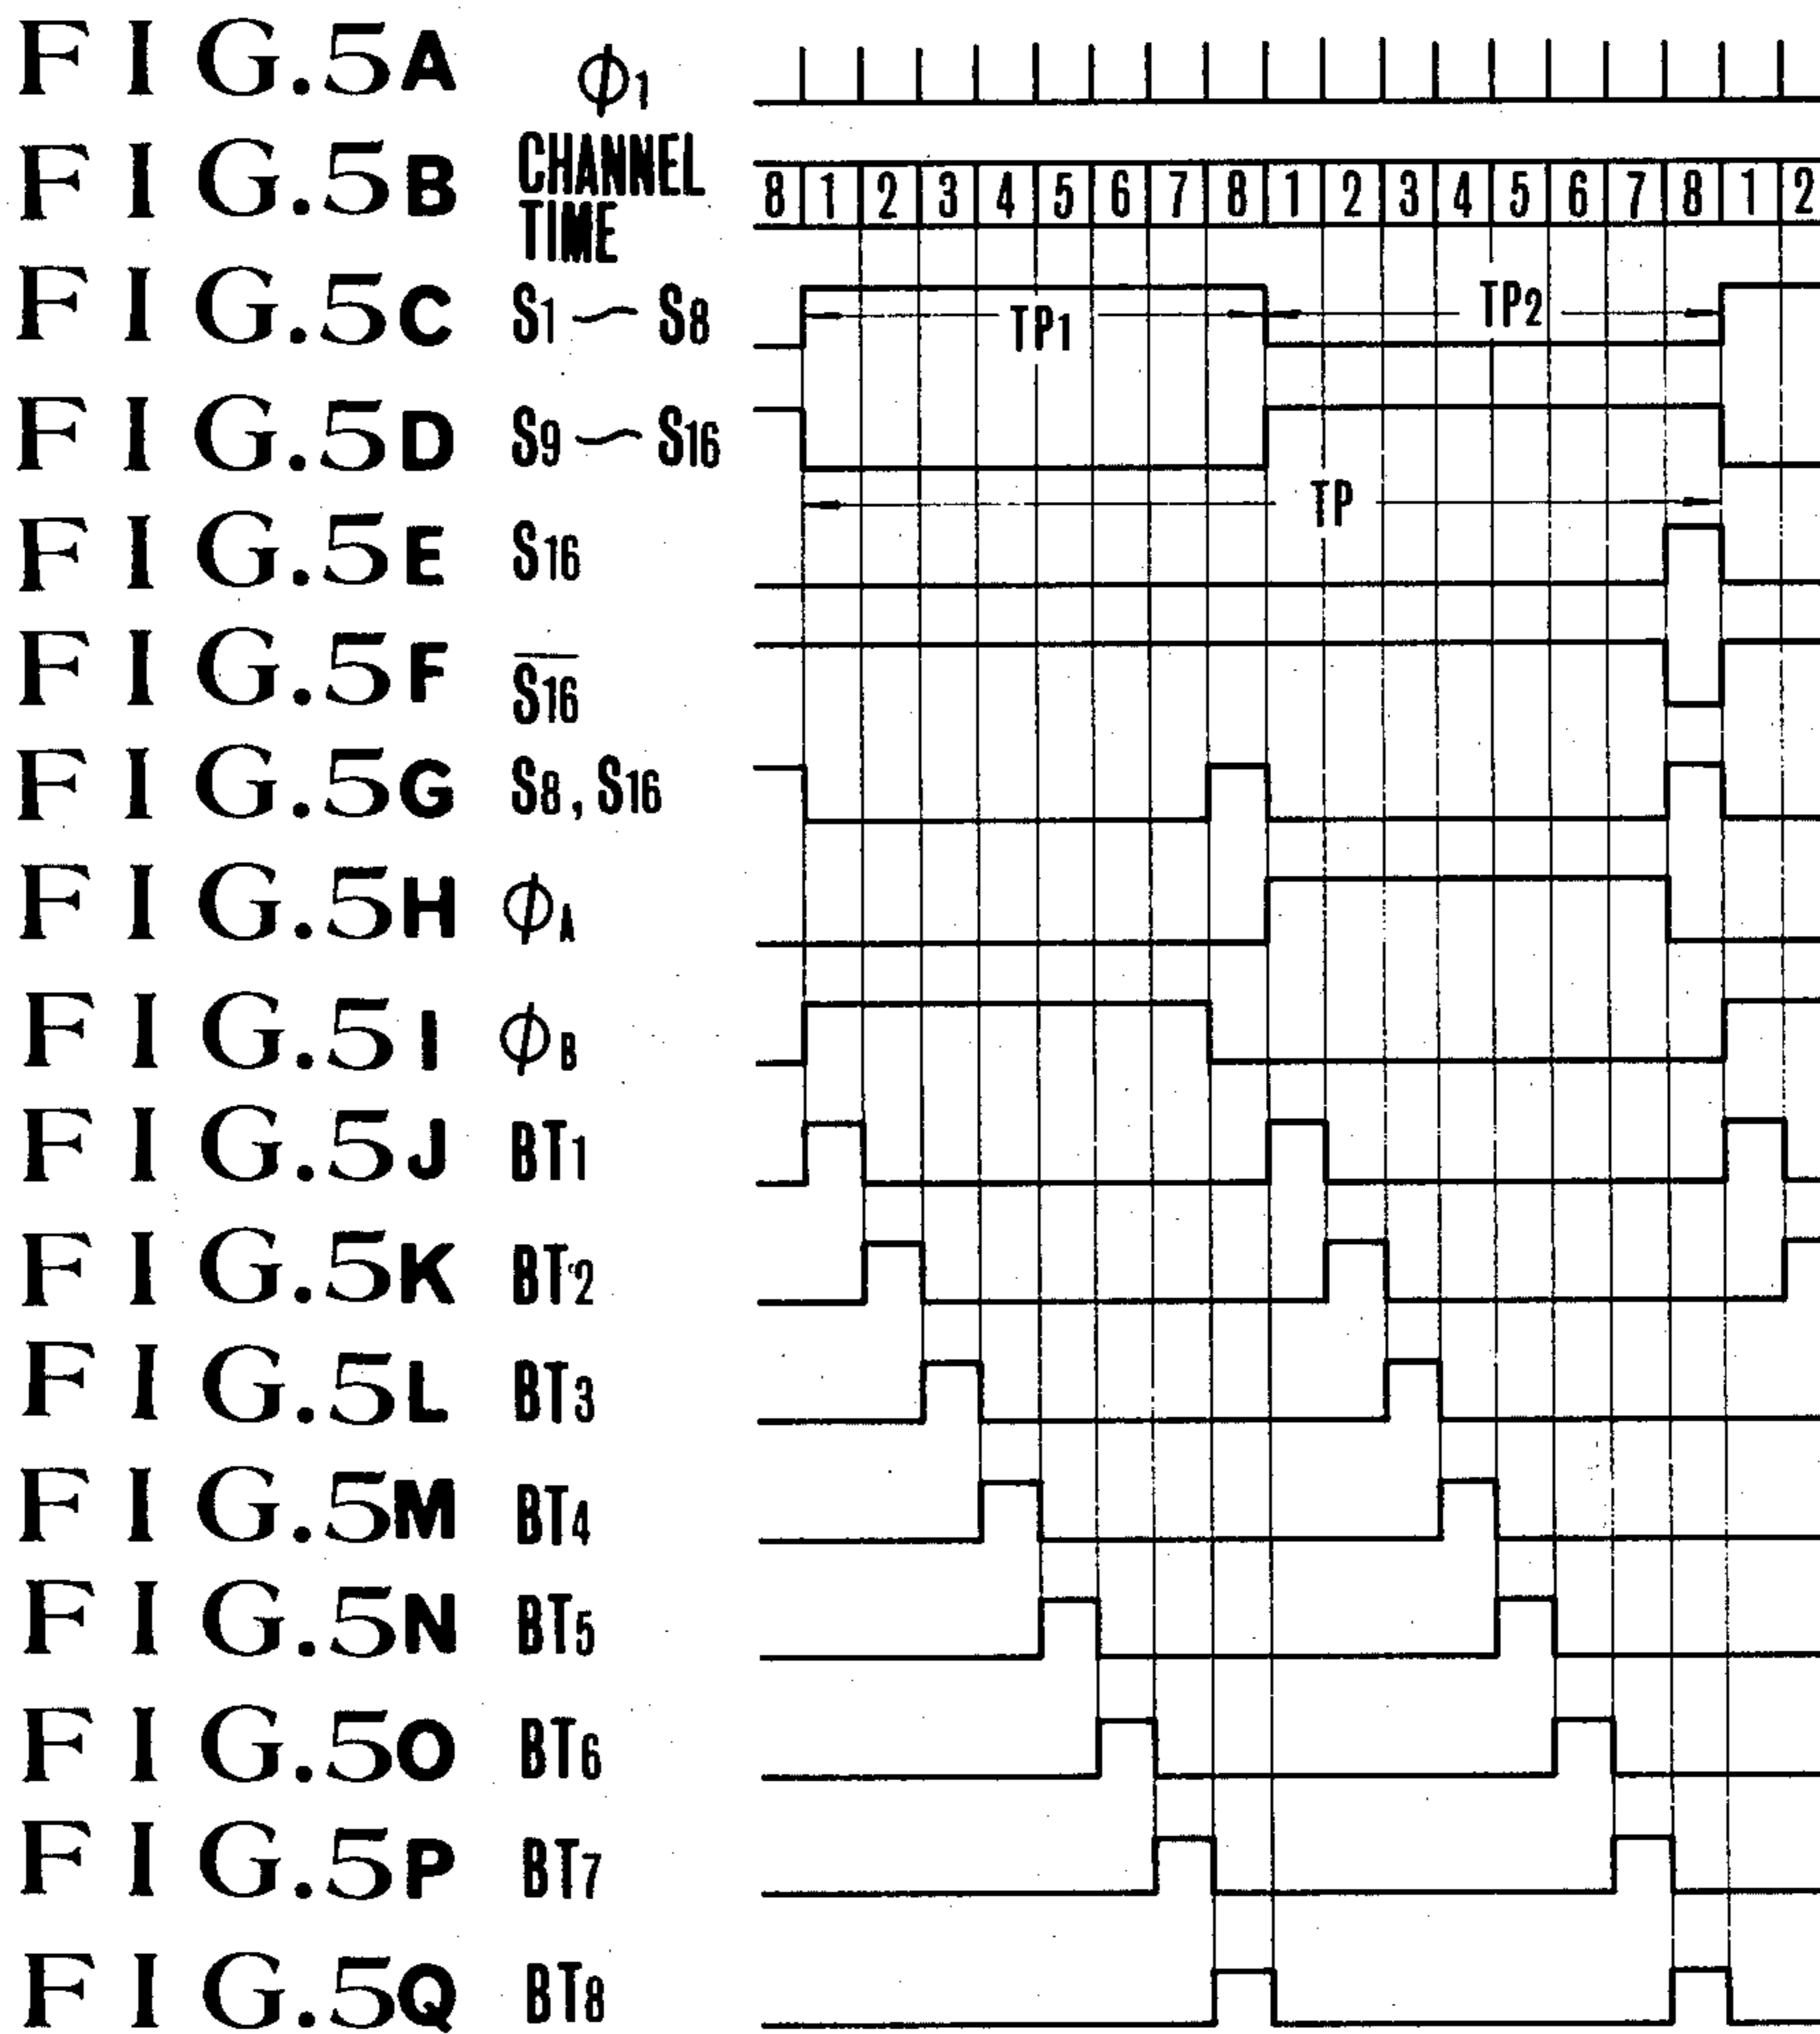 FIG.5A ϕ1
FIG.5B CHANNEL TIME 8 1 2 3 4 5 6 7 8 1 2 3 4 5 6 7 8 1 2
FIG.5C S1 ~ S8 TP1 TP2
FIG.5D S9 ~ S16
TP
FIG.5E S16
FIG.5F S̅1̅6̅
FIG.5G S8, S16
FIG.5H ϕA
FIG.5I ϕB
FIG.5J BT1
FIG.5K BT2
FIG.5L BT3
FIG.5M BT4
FIG.5N BT5
FIG.5O BT6
FIG.5P BT7
FIG.5Q BT8